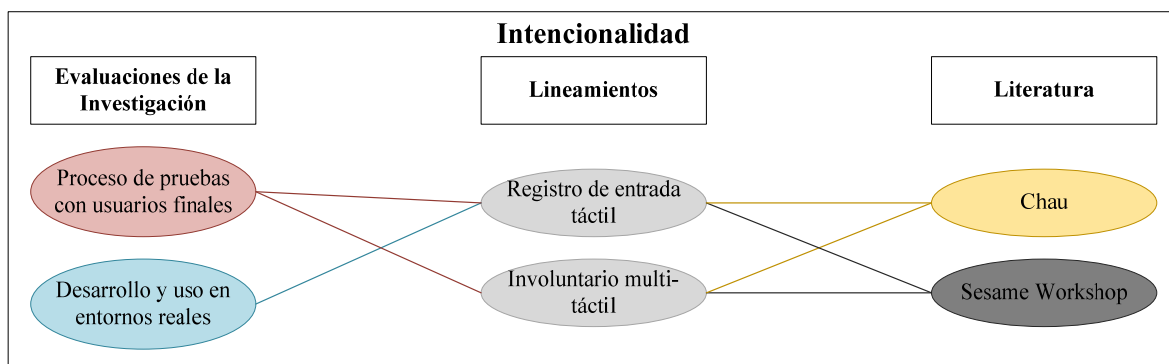 Intencionalidad
Evaluaciones de la
Investigación
Lineamientos
Literatura
Proceso de pruebas
con usuarios finales
Registro de entrada
táctil
Chau
Desarrollo y uso en
entornos reales
Involuntario multi-
táctil
Sesame Workshop